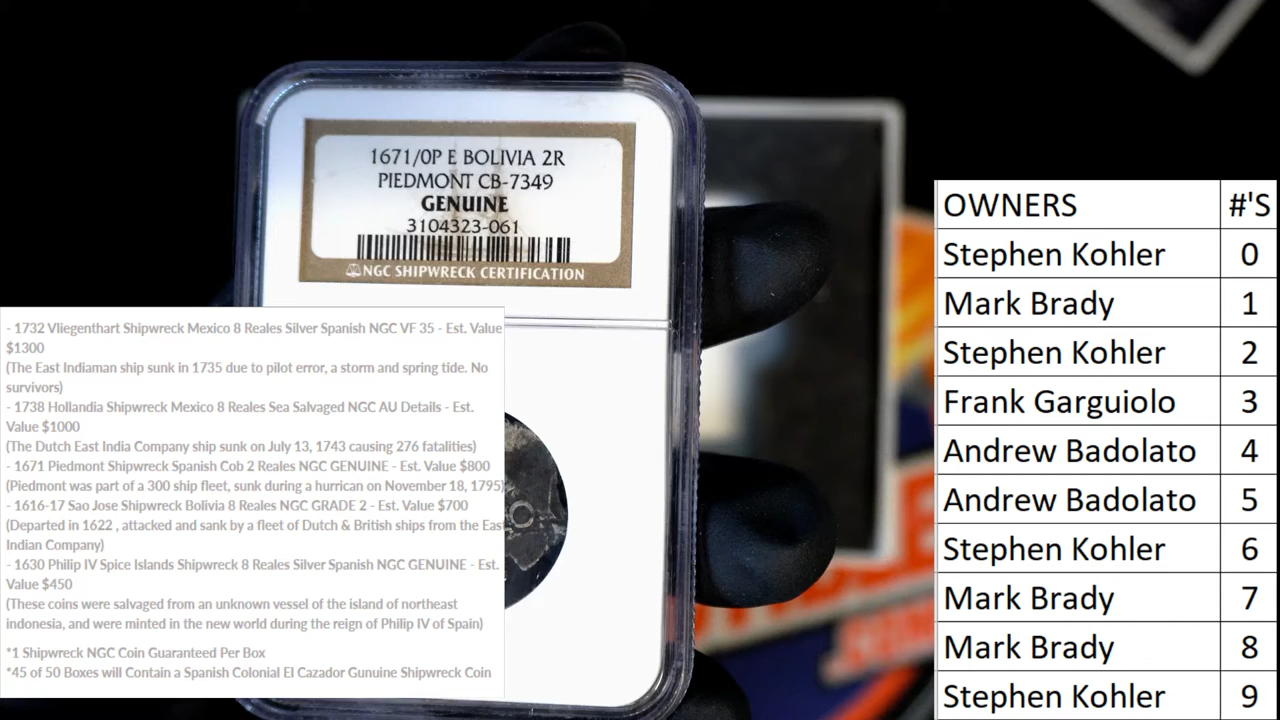 1671/0P E BOLIVIA 2R
PIEDMONT CB-7349
GENUINE
3104323-061
NGC SHIPWRECK CERTIFICATION
- 1732 Vliegenthart Shipwreck Mexico 8 Reales Silver Spanish NGC VF 35 - Est. Value
$1300
(The East Indiaman ship sunk in 1735 due to pilot error, a storm and spring tide. No
survivors)
- 1738 Hollandia Shipwreck Mexico 8 Reales Sea Salvaged NGC AU Details - Est.
Value $1000
(The Dutch East India Company ship sunk on July 13, 1743 causing 276 fatalities)
- 1671 Piedmont Shipwreck Spanish Cob 2 Reales NGC GENUINE - Est. Value $800
(Piedmont was part of a 300 ship fleet, sunk during a hurrican on November 18, 1795)
- 1616-17 Sao Jose Shipwreck Bolivia 8 Reales NGC GRADE 2 - Est. Value $700
(Departed in 1622 , attacked and sank by a fleet of Dutch & British ships from the East
Indian Company)
- 1630 Philip IV Spice Islands Shipwreck 8 Reales Silver Spanish NGC GENUINE - Est.
Value $450
(These coins were salvaged from an unknown vessel of the island of northeast
indonesia, and were minted in the new world during the reign of Philip IV of Spain)
*1 Shipwreck NGC Coin Guaranteed Per Box
*45 of 50 Boxes will Contain a Spanish Colonial El Cazador Gunuine Shipwreck Coin
OWNERS #'S
Stephen Kohler 0
Mark Brady 1
Stephen Kohler 2
Frank Garguiolo 3
Andrew Badolato 4
Andrew Badolato 5
Stephen Kohler 6
Mark Brady 7
Mark Brady 8
Stephen Kohler 9